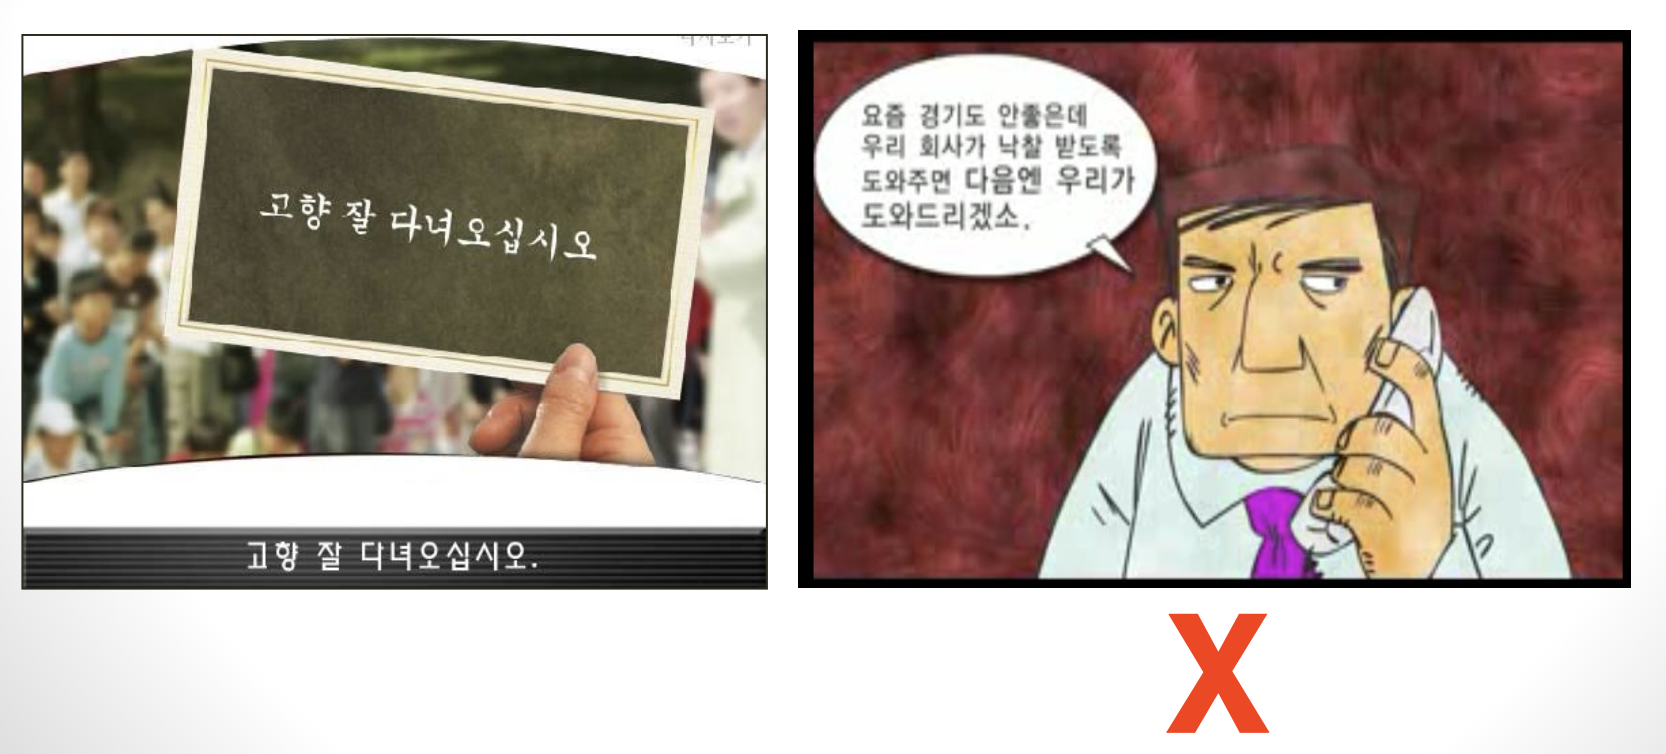 고향 잘 다녀오십시오
고향 잘 다녀오십시오.
요즘 경기도 안좋은데
우리 회사가 낙찰 받도록
도와주면 다음엔 우리가
도와드리겠소.
X